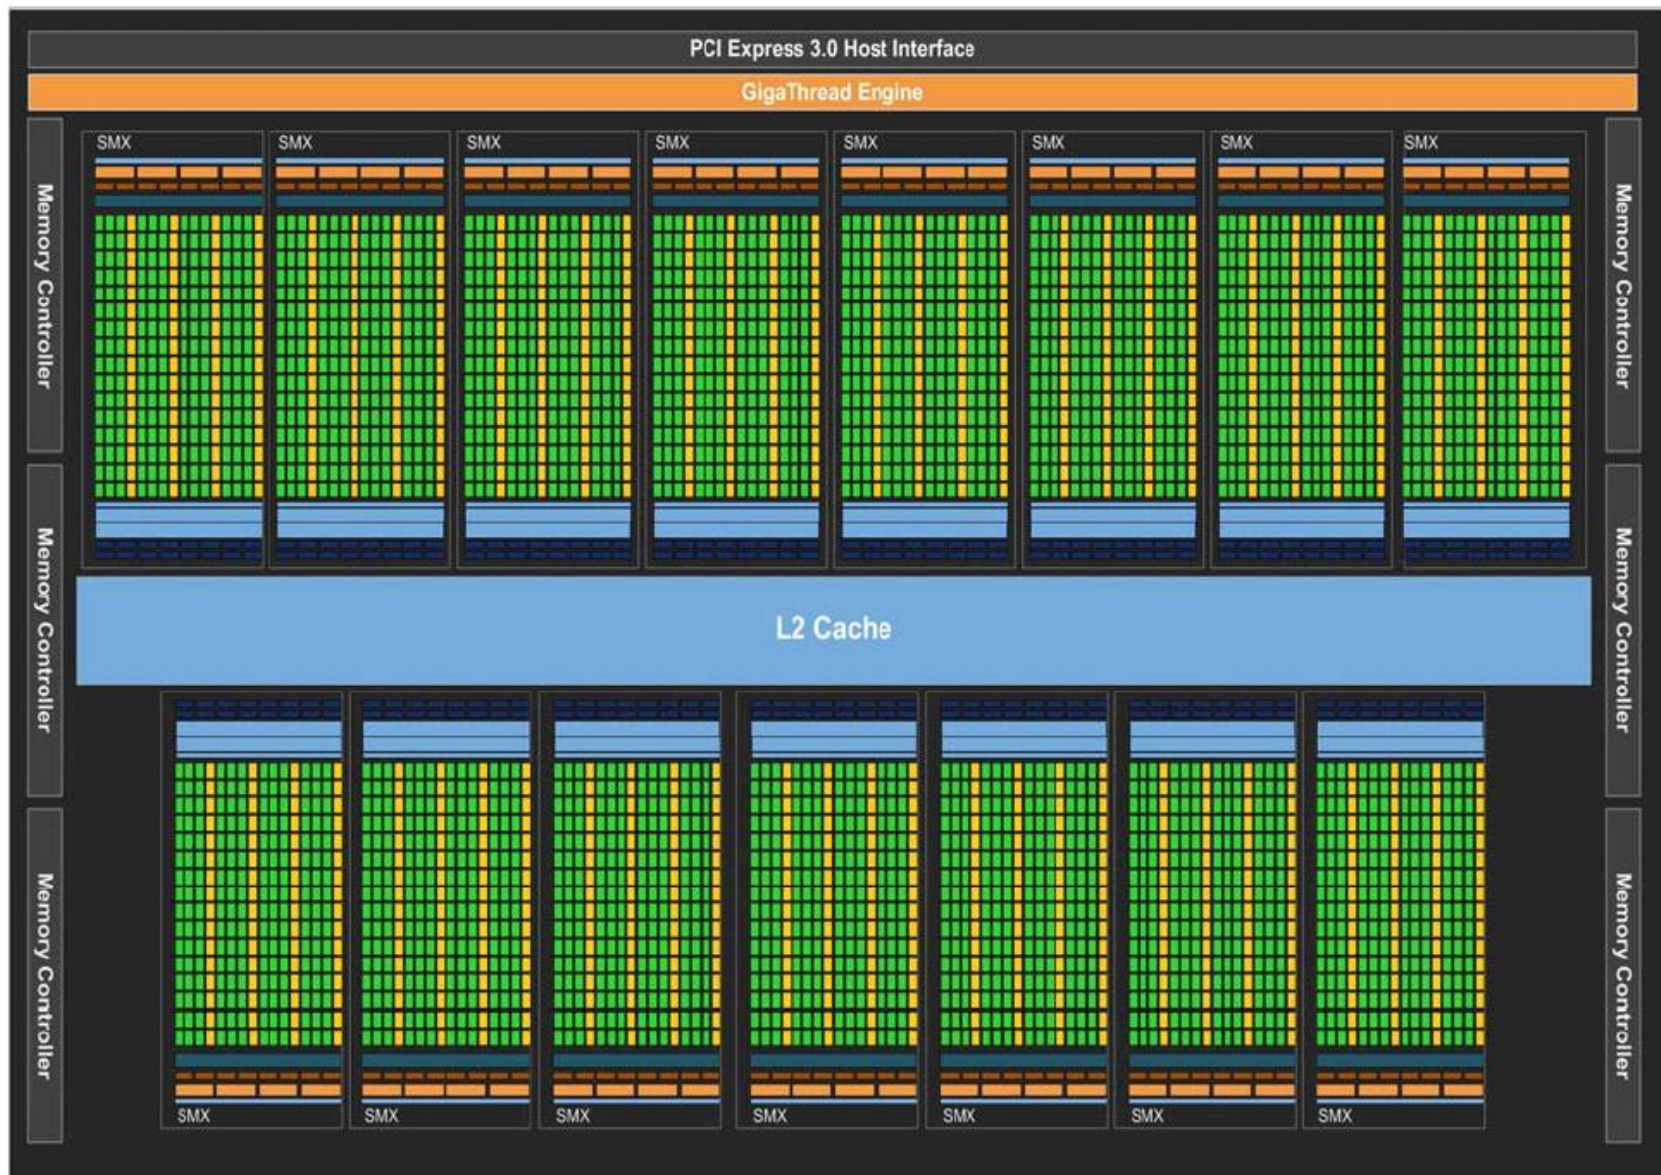 PCI Express 3.0 Host Interface
GigaThread Engine
SMX
SMX
SMX
SMX
SMX
SMX
SMX
SMX
Memory Controller
Memory Controller
Memory Controller
Memory Controller
L2 Cache
Memory Controller
Memory Controller
SMX
SMX
SMX
SMX
SMX
SMX
SMX